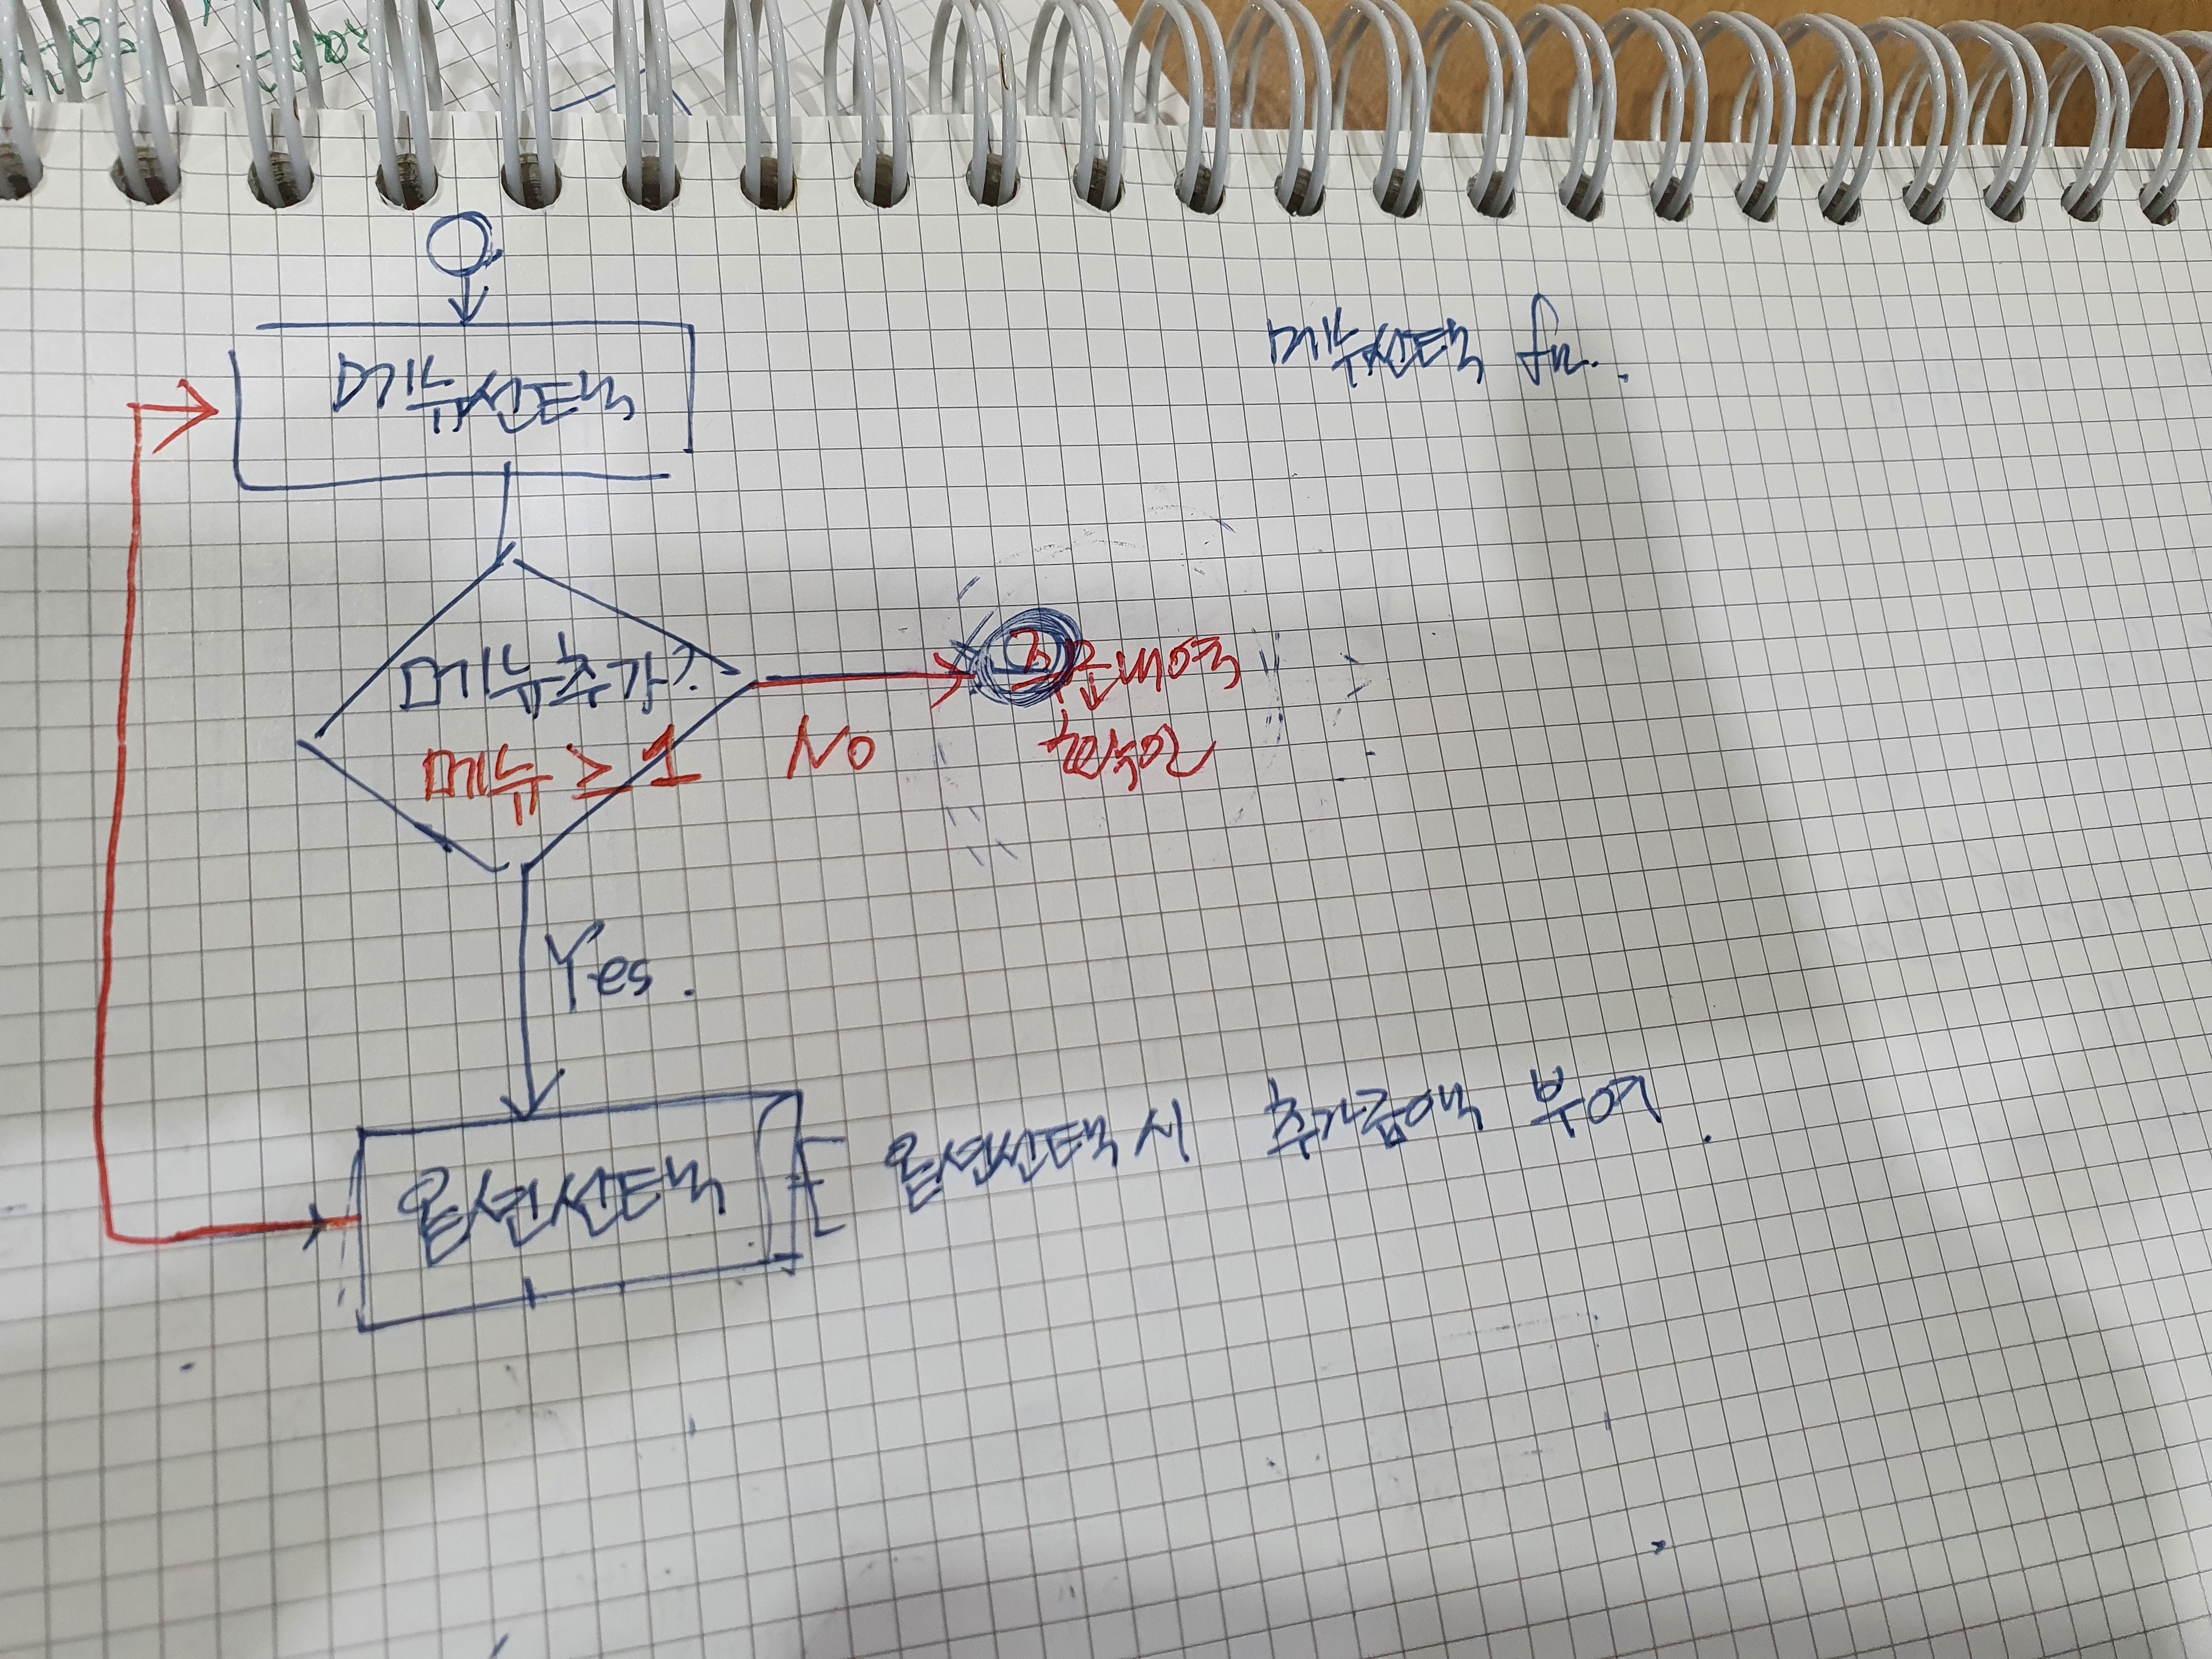 메뉴선택
메뉴선택 fn.
메뉴추가?
메뉴 ≥ 1
No
주문내역
확인
Yes.
옵션선택
옵션선택 시 추가금액 부여.